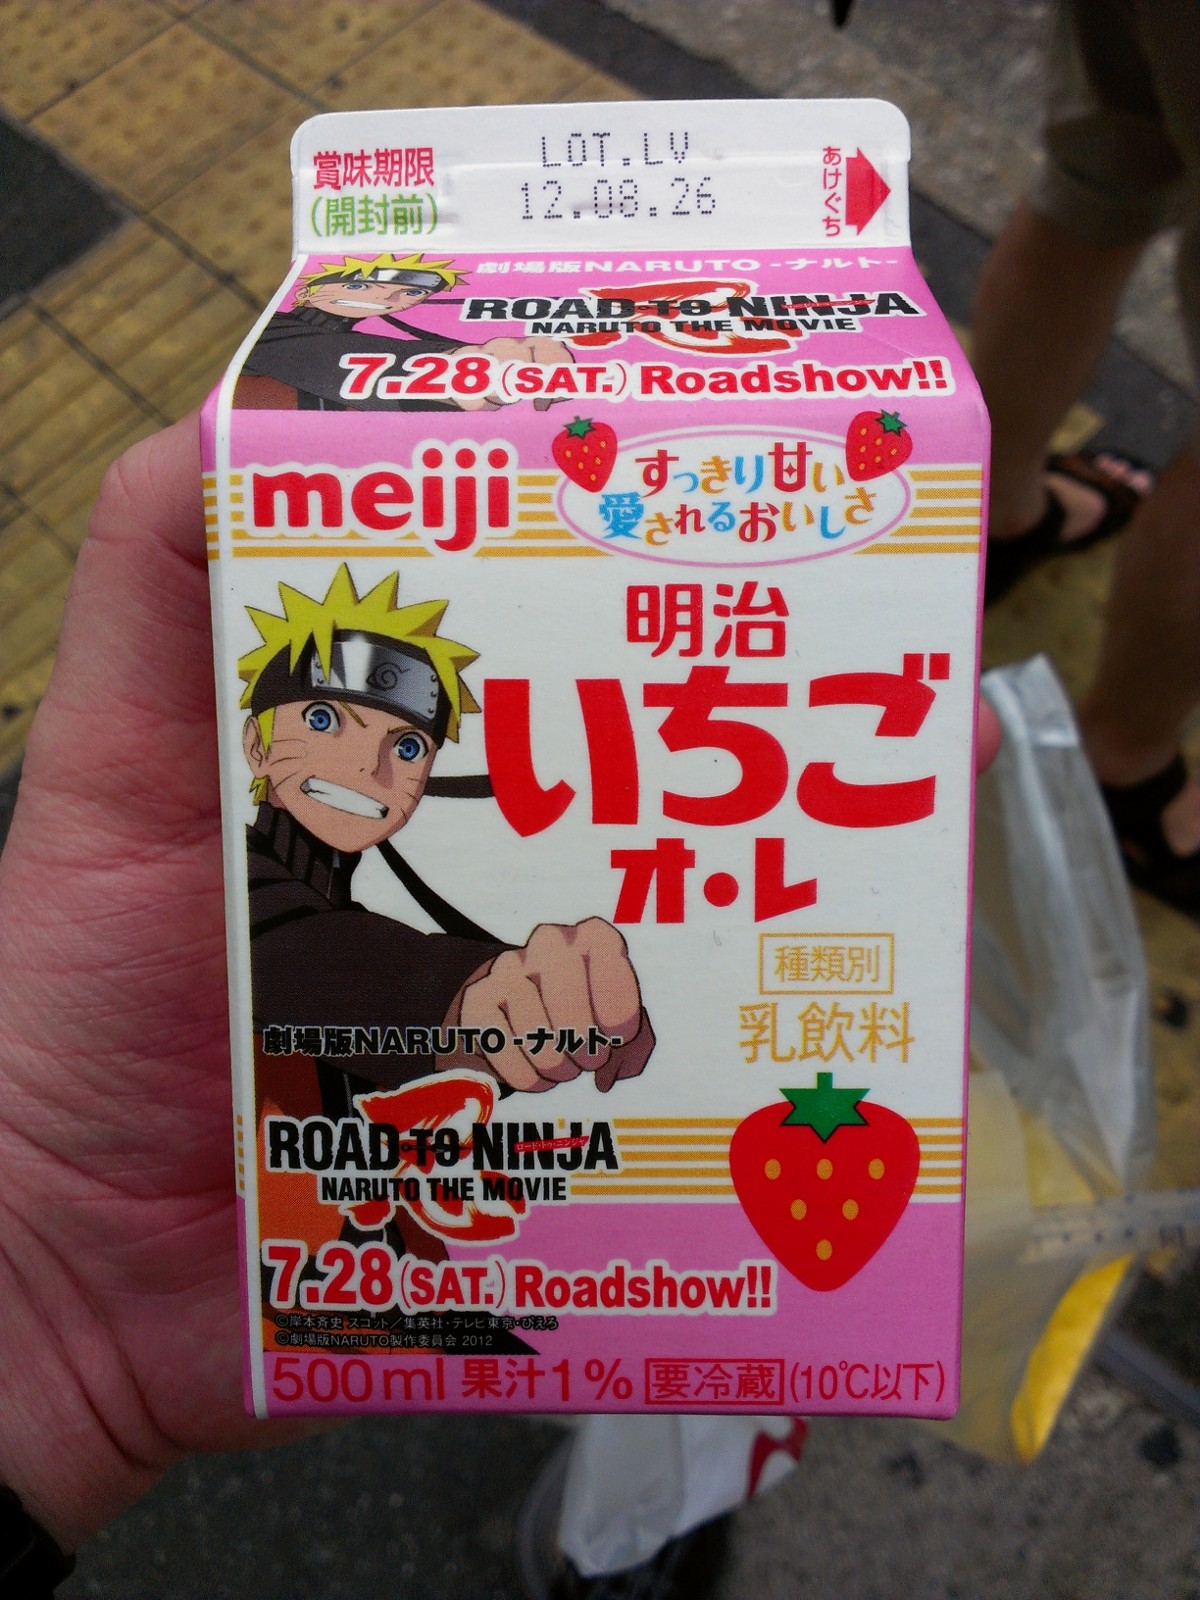 賞味期限
(開封前)
LOT.LV
12.08.26
あけぐち
劇場版NARUTO -ナルト-
忍
ROAD TO NINJA
NARUTO THE MOVIE
7.28(SAT.)Roadshow!!
meiji
すっきり甘い
愛されるおいしさ
明治
いちご
オ・レ
種類別
乳飲料
劇場版NARUTO -ナルト-
忍
ROAD TO NINJA
ロード・トゥ・ニンジャ
NARUTO THE MOVIE
7.28(SAT.)Roadshow!!
©岸本斉史 スコット／集英社・テレビ東京・ぴえろ
©劇場版NARUTO製作委員会 2012
500ml 果汁1% 要冷蔵 (10℃以下)